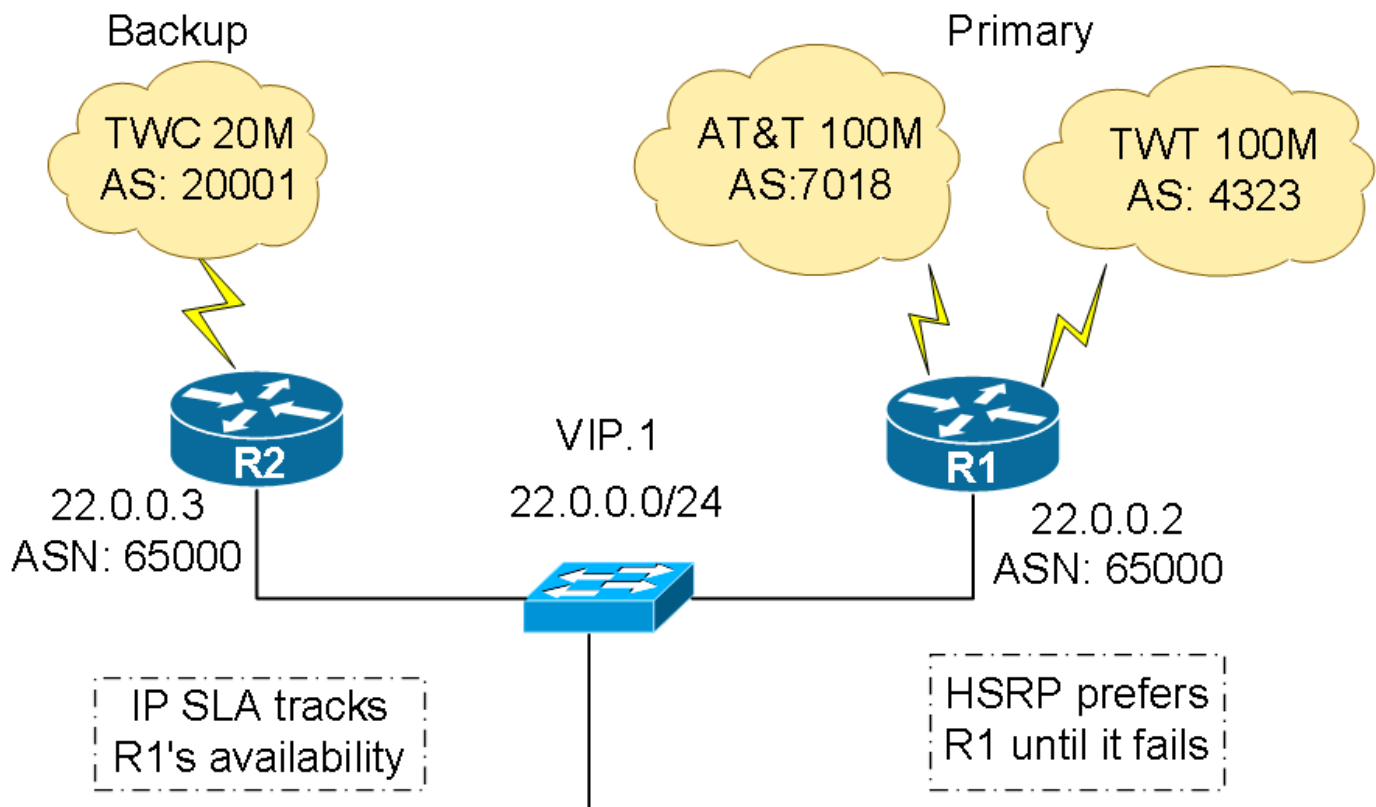 Backup
Primary
TWC 20M
AS: 20001
AT&T 100M
AS:7018
TWT 100M
AS: 4323
R2
R1
VIP.1
22.0.0.0/24
22.0.0.3
ASN: 65000
22.0.0.2
ASN: 65000
IP SLA tracks
R1's availability
HSRP prefers
R1 until it fails